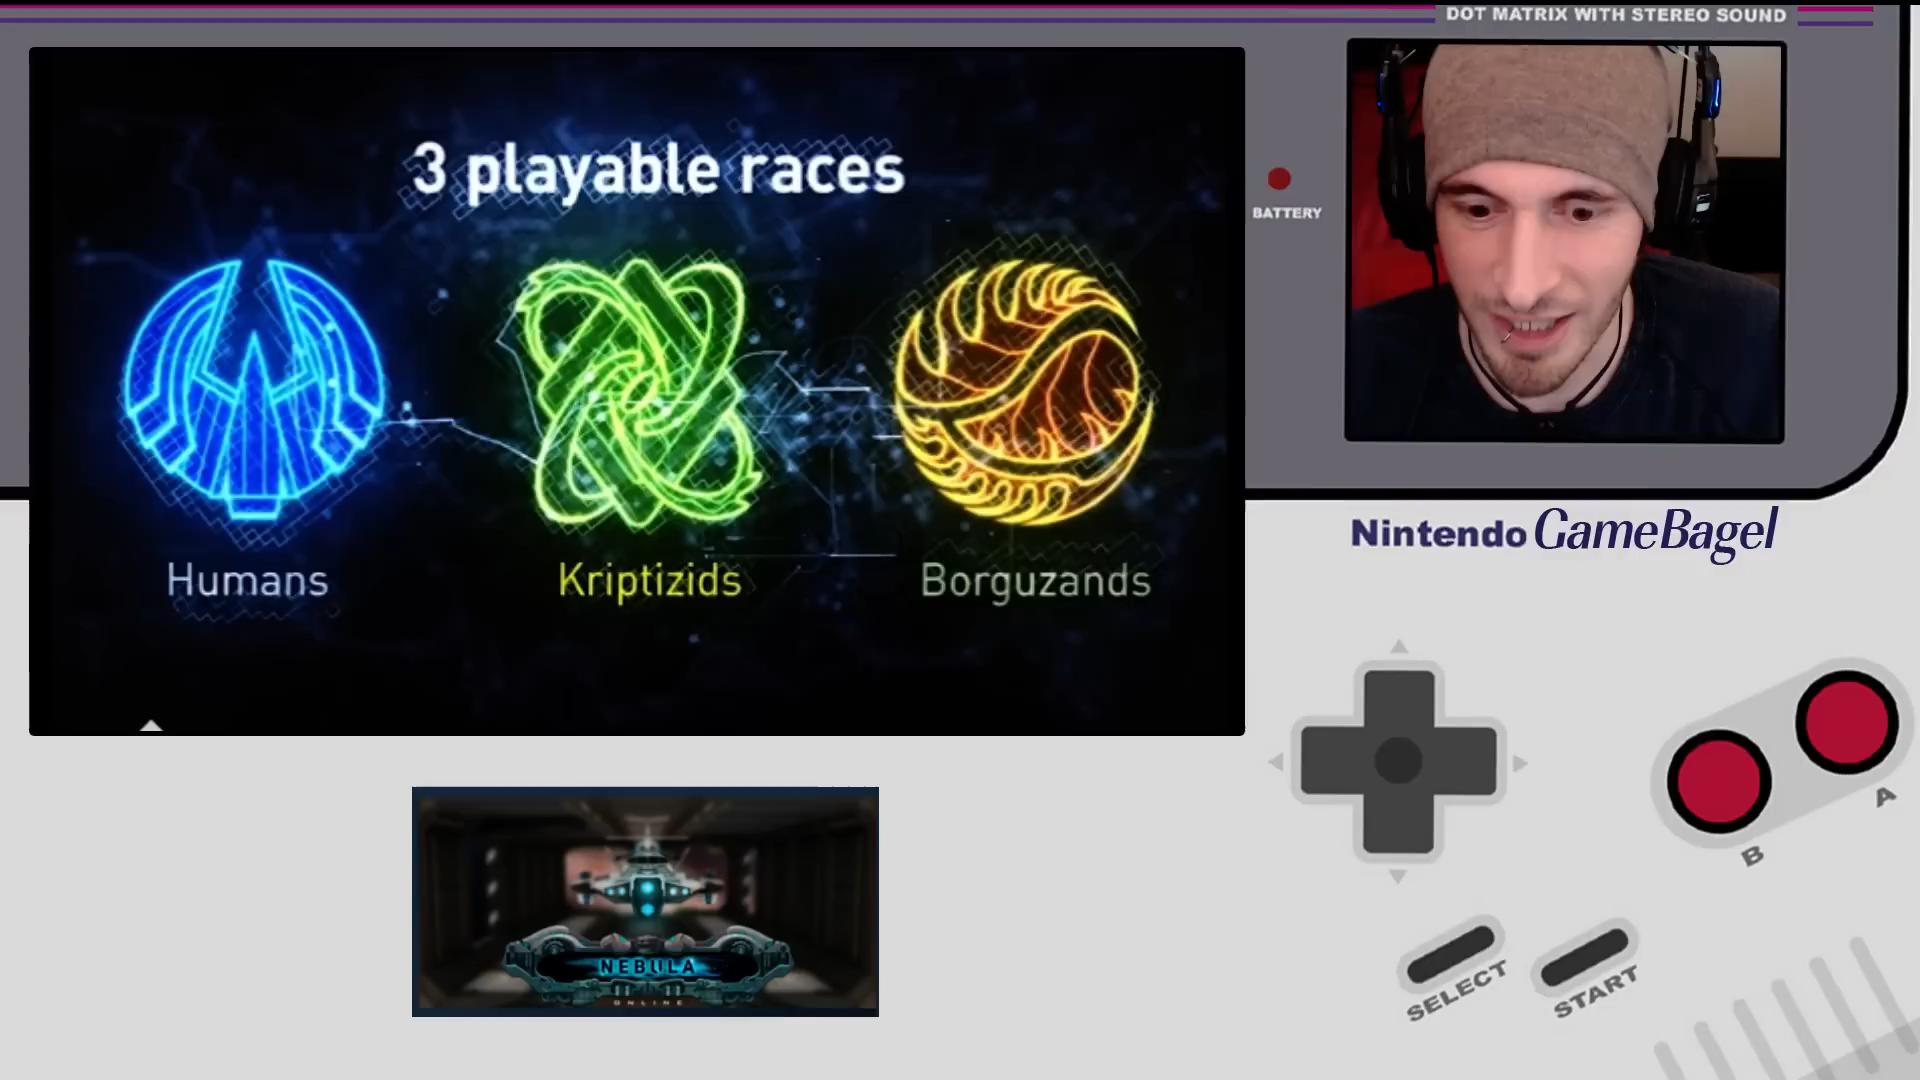 DOT MATRIX WITH STEREO SOUND
3 playable races
BATTERY
Nintendo GameBagel
Humans
Kriptizids
Borguzands
A
B
NEBULA
ONLINE
SELECT
START